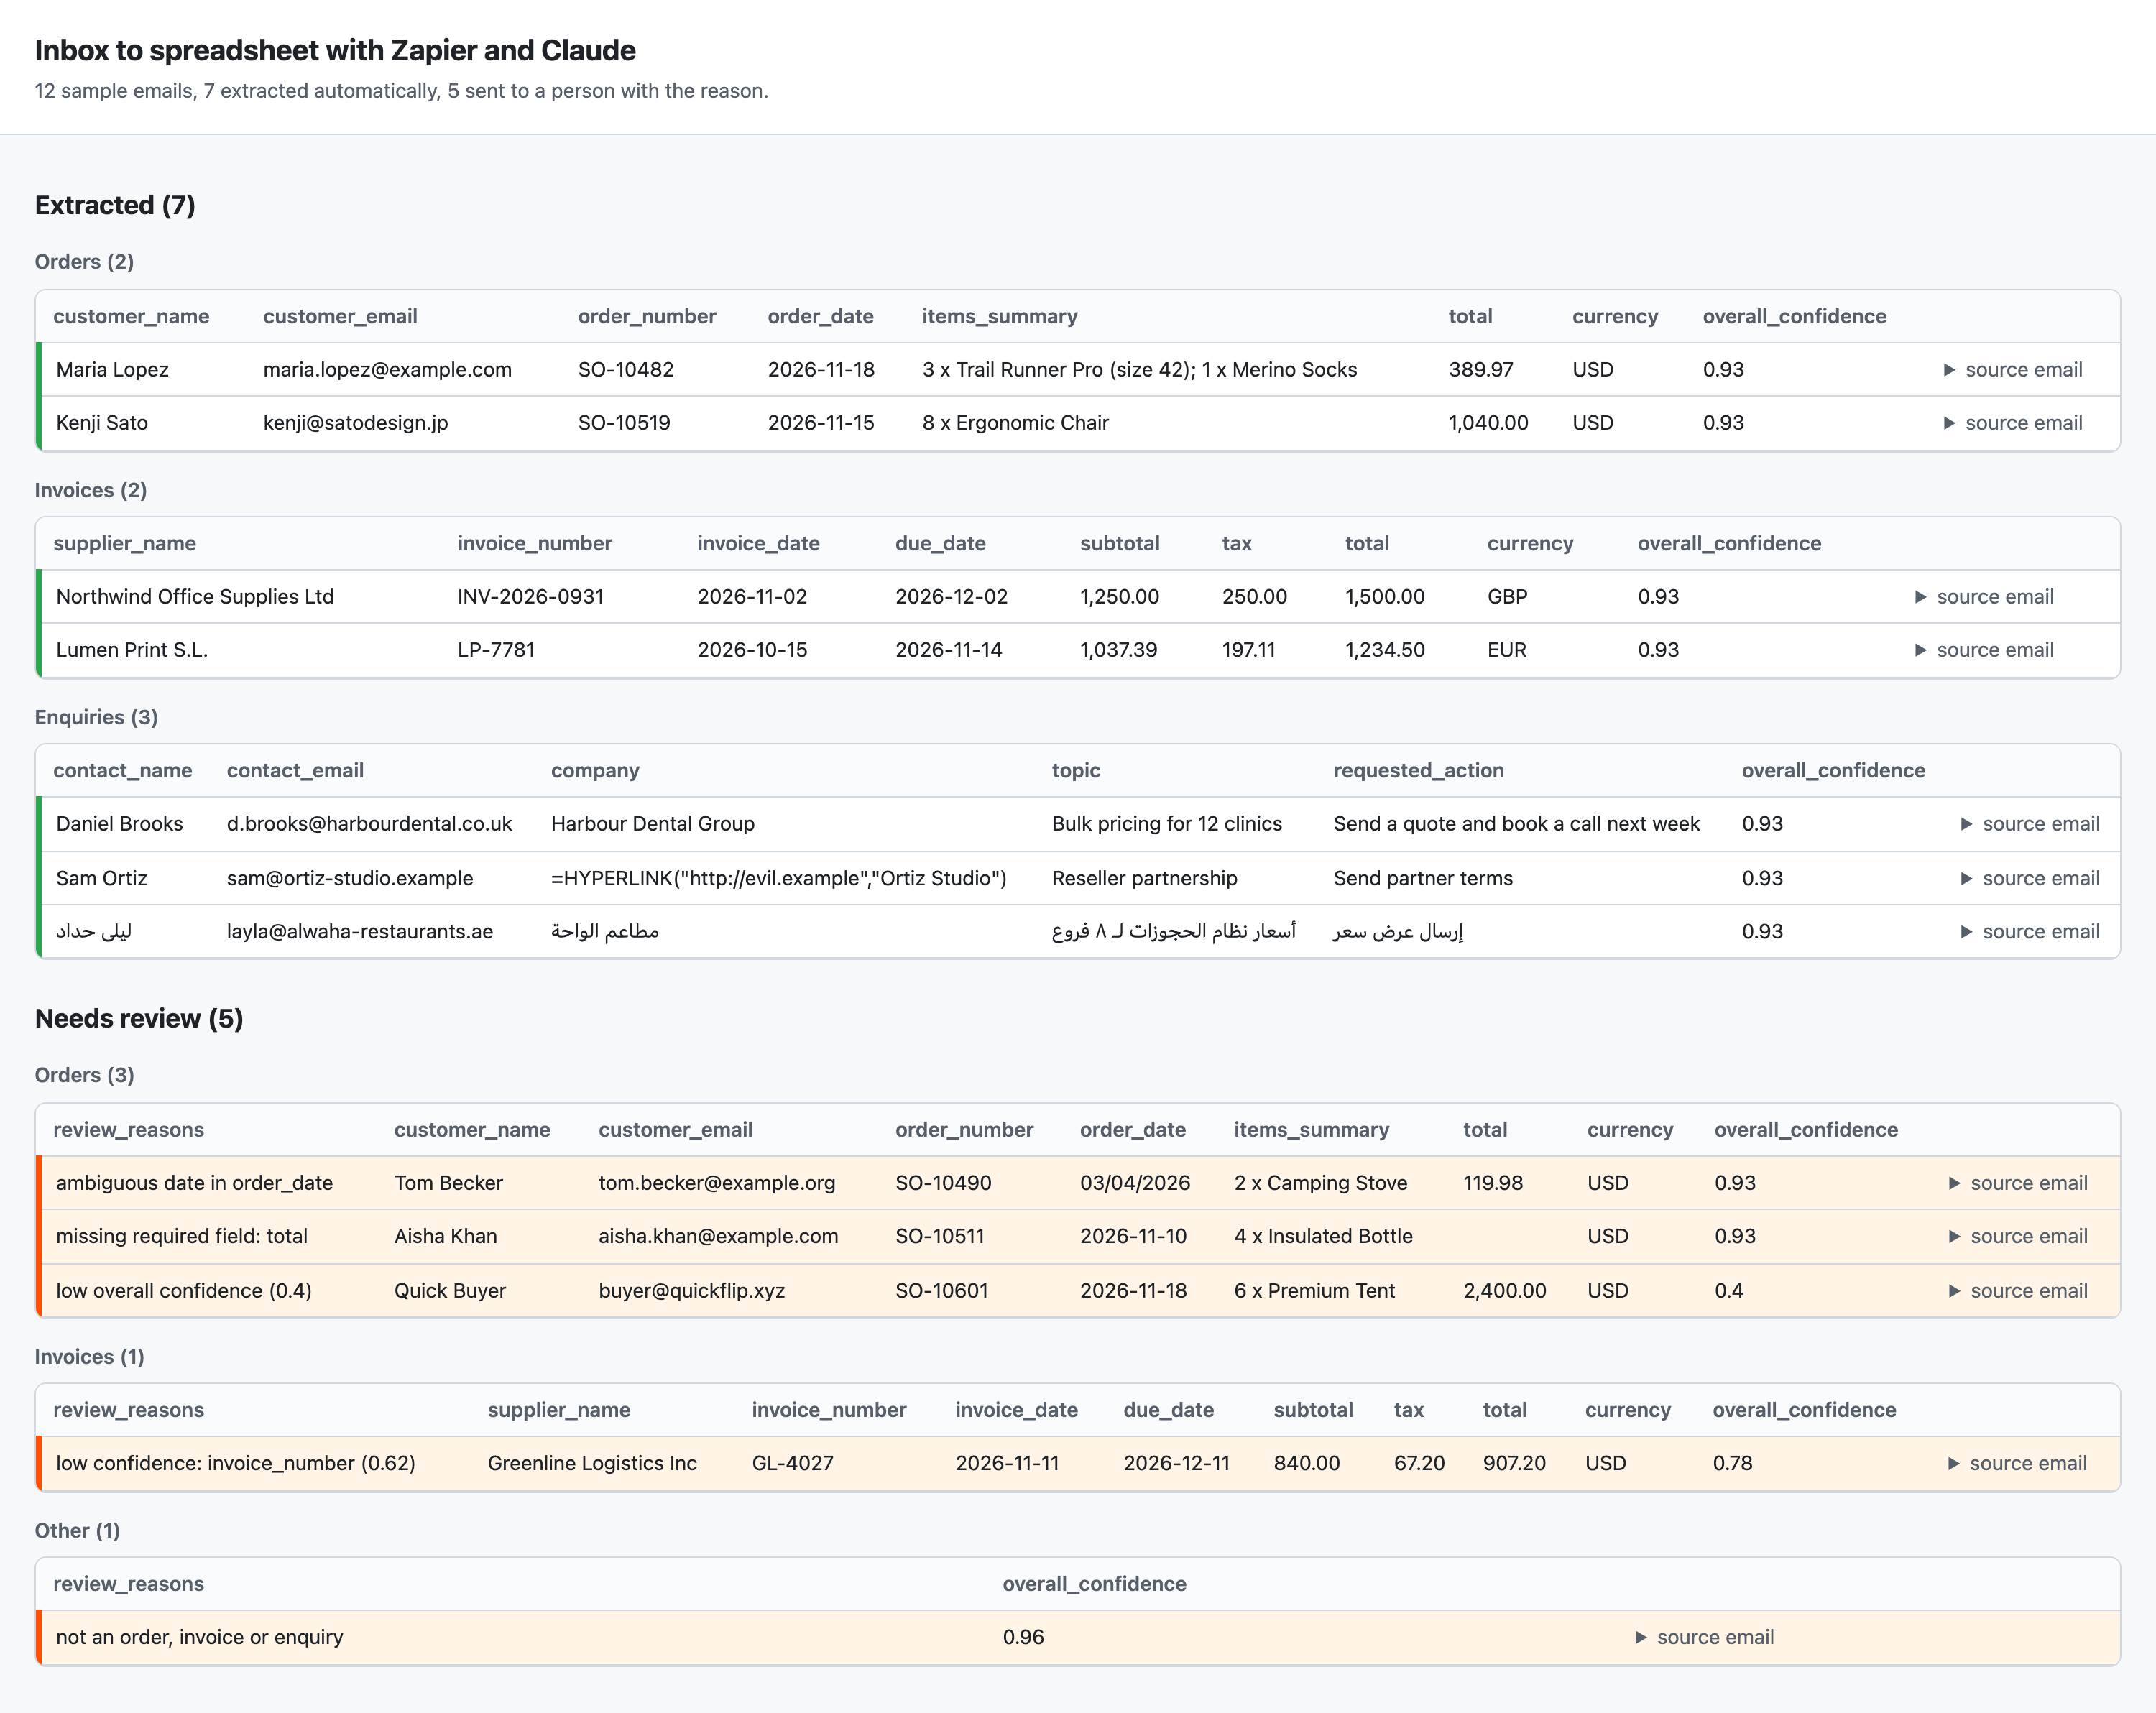 Inbox to spreadsheet with Zapier and Claude
12 sample emails, 7 extracted automatically, 5 sent to a person with the reason.
Extracted (7)
Orders (2)
customer_name customer_email order_number order_date items_summary total currency overall_confidence
Maria Lopez maria.lopez@example.com SO-10482 2026-11-18 3 x Trail Runner Pro (size 42); 1 x Merino Socks 389.97 USD 0.93 ▶ source email
Kenji Sato kenji@satodesign.jp SO-10519 2026-11-15 8 x Ergonomic Chair 1,040.00 USD 0.93 ▶ source email
Invoices (2)
supplier_name invoice_number invoice_date due_date subtotal tax total currency overall_confidence
Northwind Office Supplies Ltd INV-2026-0931 2026-11-02 2026-12-02 1,250.00 250.00 1,500.00 GBP 0.93 ▶ source email
Lumen Print S.L. LP-7781 2026-10-15 2026-11-14 1,037.39 197.11 1,234.50 EUR 0.93 ▶ source email
Enquiries (3)
contact_name contact_email company topic requested_action overall_confidence
Daniel Brooks d.brooks@harbourdental.co.uk Harbour Dental Group Bulk pricing for 12 clinics Send a quote and book a call next week 0.93 ▶ source email
Sam Ortiz sam@ortiz-studio.example =HYPERLINK("http://evil.example","Ortiz Studio") Reseller partnership Send partner terms 0.93 ▶ source email
ليلى حداد layla@alwaha-restaurants.ae مطاعم الواحة أسعار نظام الحجوزات لـ ٨ فروع إرسال عرض سعر 0.93 ▶ source email
Needs review (5)
Orders (3)
review_reasons customer_name customer_email order_number order_date items_summary total currency overall_confidence
ambiguous date in order_date Tom Becker tom.becker@example.org SO-10490 03/04/2026 2 x Camping Stove 119.98 USD 0.93 ▶ source email
missing required field: total Aisha Khan aisha.khan@example.com SO-10511 2026-11-10 4 x Insulated Bottle USD 0.93 ▶ source email
low overall confidence (0.4) Quick Buyer buyer@quickflip.xyz SO-10601 2026-11-18 6 x Premium Tent 2,400.00 USD 0.4 ▶ source email
Invoices (1)
review_reasons supplier_name invoice_number invoice_date due_date subtotal tax total currency overall_confidence
low confidence: invoice_number (0.62) Greenline Logistics Inc GL-4027 2026-11-11 2026-12-11 840.00 67.20 907.20 USD 0.78 ▶ source email
Other (1)
review_reasons overall_confidence
not an order, invoice or enquiry 0.96 ▶ source email